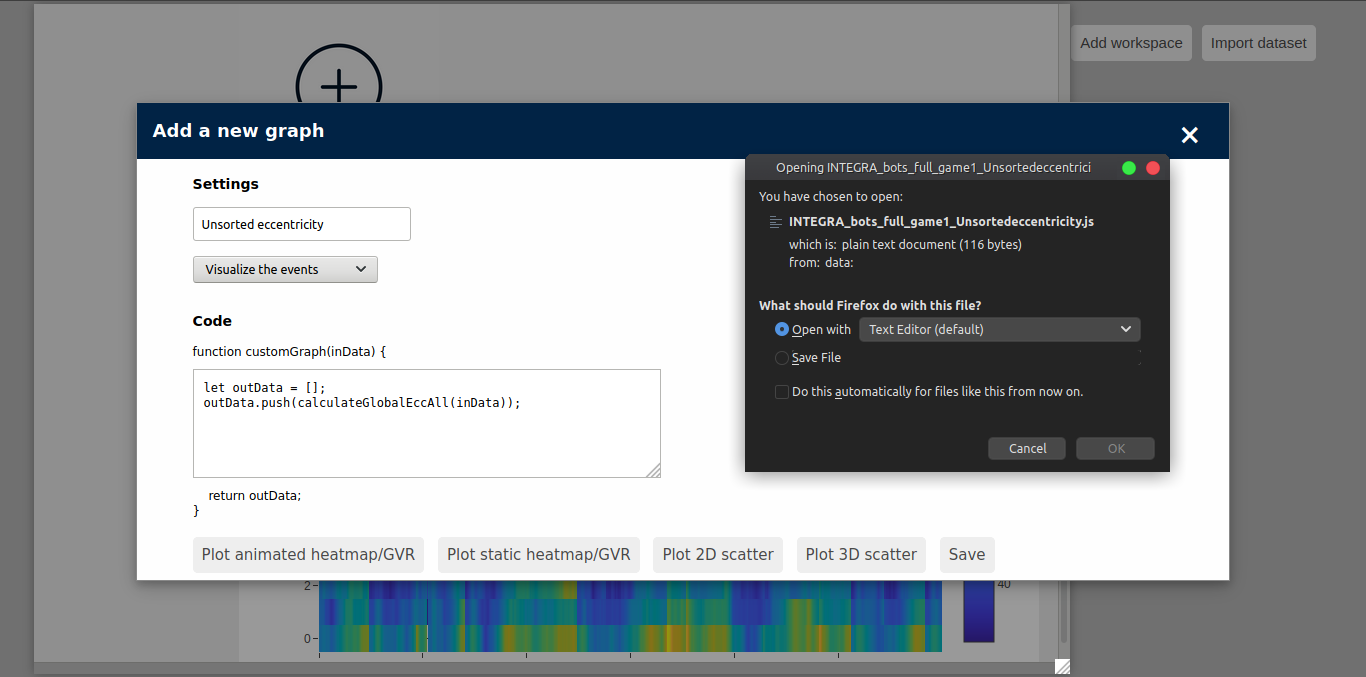 Add workspace
Import dataset
Add a new graph
Settings
Unsorted eccentricity
Visualize the events
Code
function customGraph(inData) {
let outData = [];
outData.push(calculateGlobalEccAll(inData));
return outData;
}
Plot animated heatmap/GVR
Plot static heatmap/GVR
Plot 2D scatter
Plot 3D scatter
Save
Opening INTEGRA_bots_full_game1_Unsortedeccentrici
You have chosen to open:
INTEGRA_bots_full_game1_Unsortedeccentricity.js
which is: plain text document (116 bytes)
from: data:
What should Firefox do with this file?
Open with
Text Editor (default)
Save File
Do this automatically for files like this from now on.
Cancel
OK
2
40
0